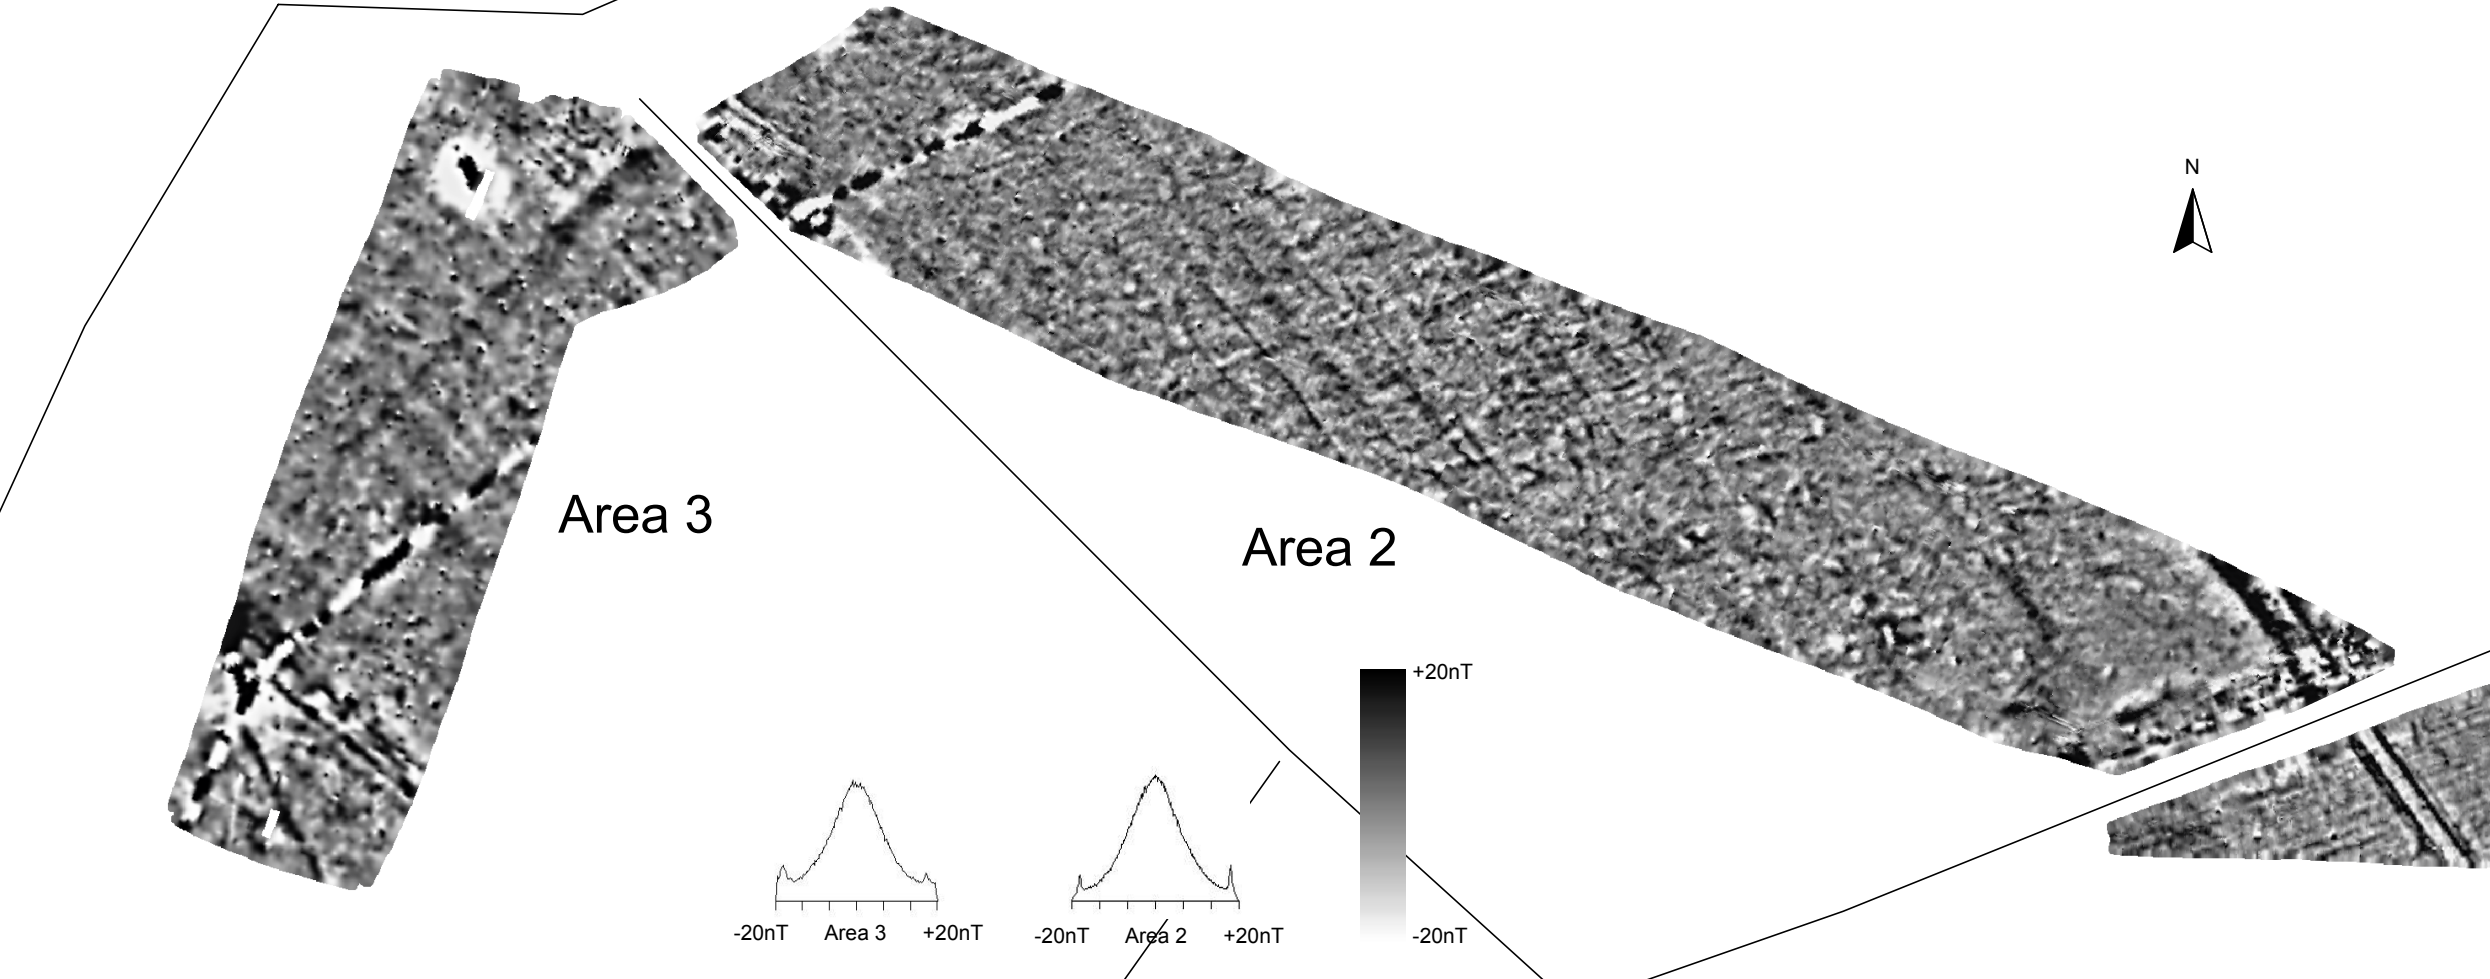 N
Area 3
Area 2
+20nT
-20nT
-20nT Area 3 +20nT
-20nT Area 2 +20nT